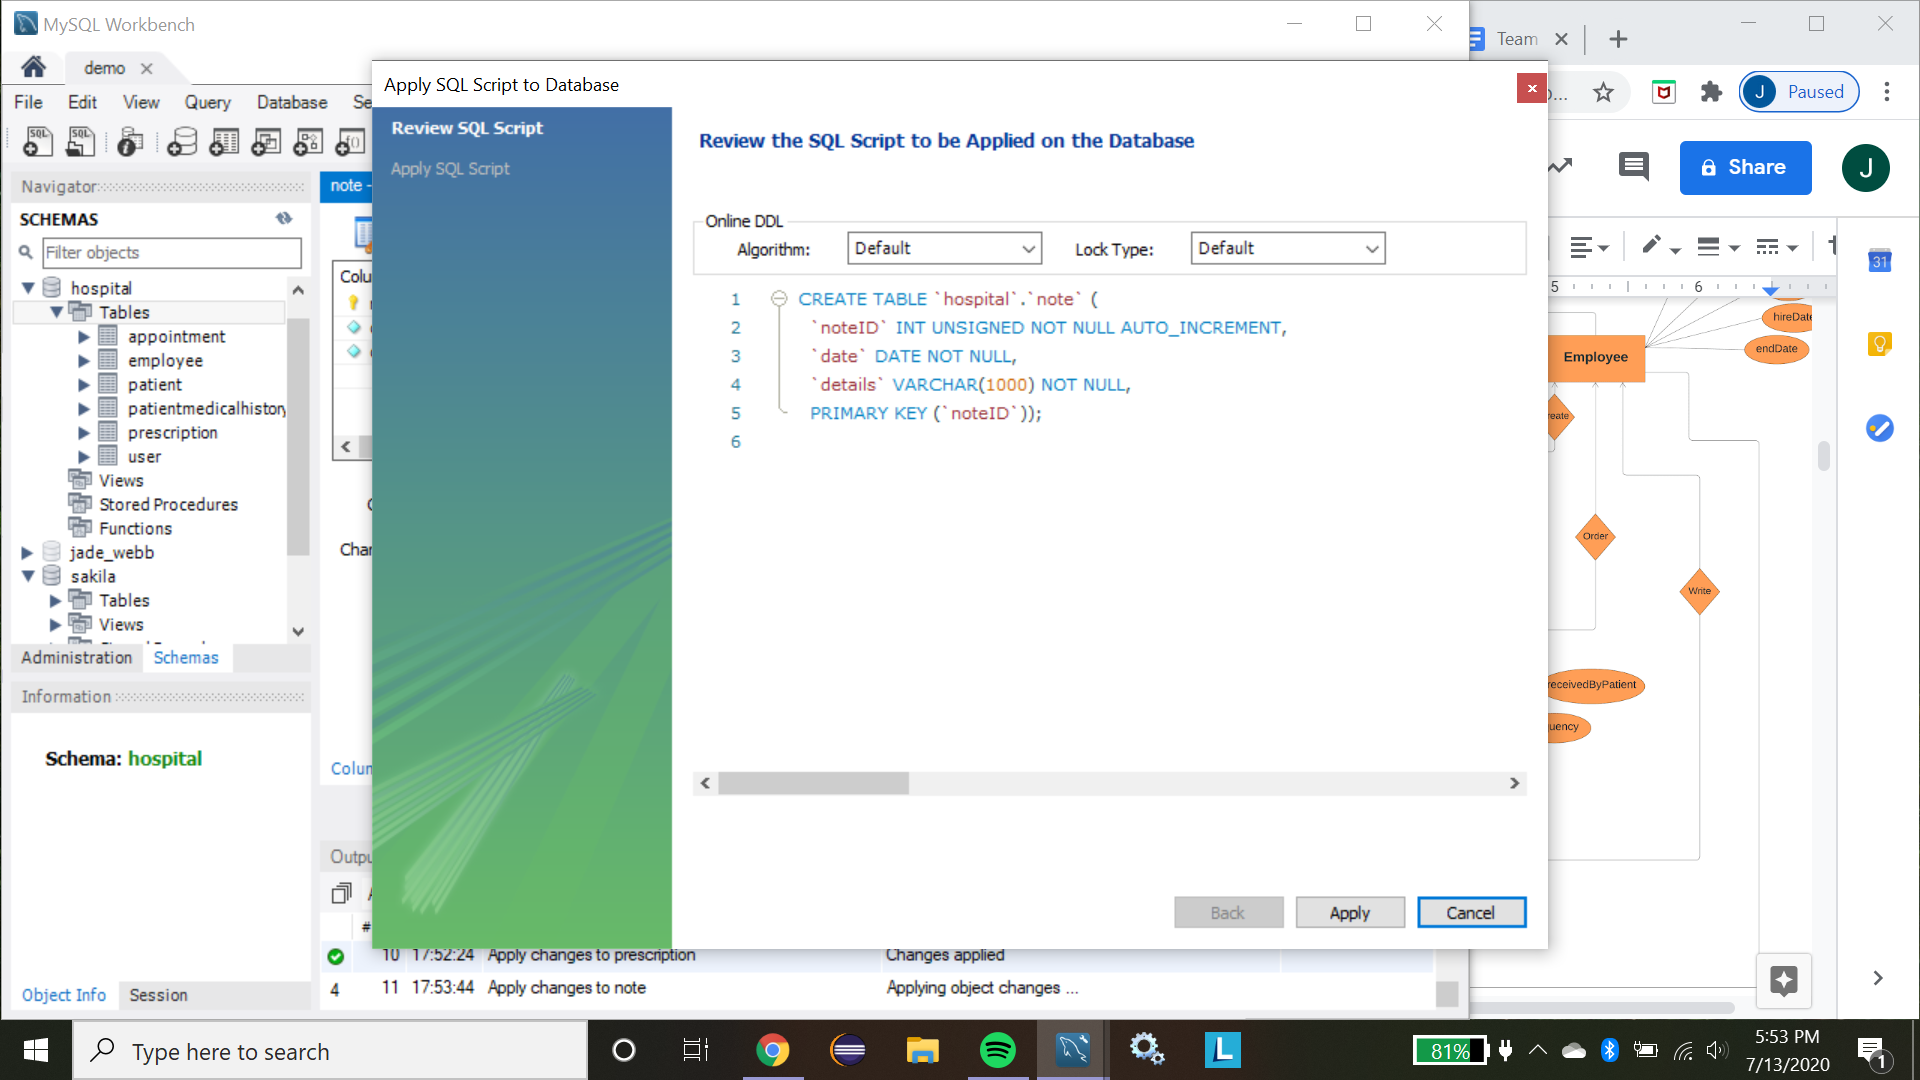 MySQL Workbench
demo
File Edit View Query Database Se
Navigator
SCHEMAS
Filter objects
hospital
Tables
appointment
employee
patient
patientmedicalhistory
prescription
user
Views
Stored Procedures
Functions
jade_webb
sakila
Tables
Views
Administration Schemas
Information
Schema: hospital
Object Info Session
note -
Colu
Char
Colun
Outpu
#
10 17:52:24 Apply changes to prescription Changes applied
4 11 17:53:44 Apply changes to note Applying object changes ...
Apply SQL Script to Database
Review SQL Script
Apply SQL Script
Review the SQL Script to be Applied on the Database
Online DDL
Algorithm: Default Lock Type: Default
1 CREATE TABLE `hospital`.`note` (
2 `noteID` INT UNSIGNED NOT NULL AUTO_INCREMENT,
3 `date` DATE NOT NULL,
4 `details` VARCHAR(1000) NOT NULL,
5 PRIMARY KEY (`noteID`));
6
Back Apply Cancel
Team
J Paused
Share
J
31
5 6
hireDate
endDate
Employee
reate
Order
Write
receivedByPatient
uency
Type here to search
L
81%
5:53 PM
7/13/2020
1